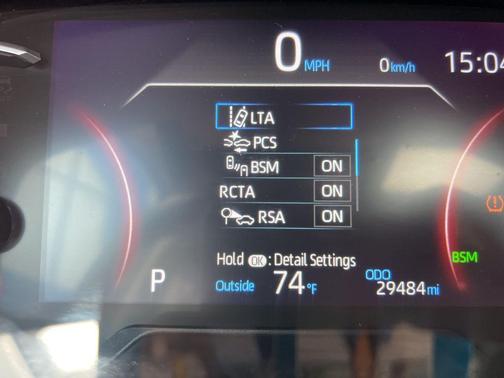 0 MPH 0 km/h 15:04
LTA
PCS
BSM ON
RCTA ON
RSA ON
Hold OK : Detail Settings
BSM
P Outside 74°F ODO 29484 mi